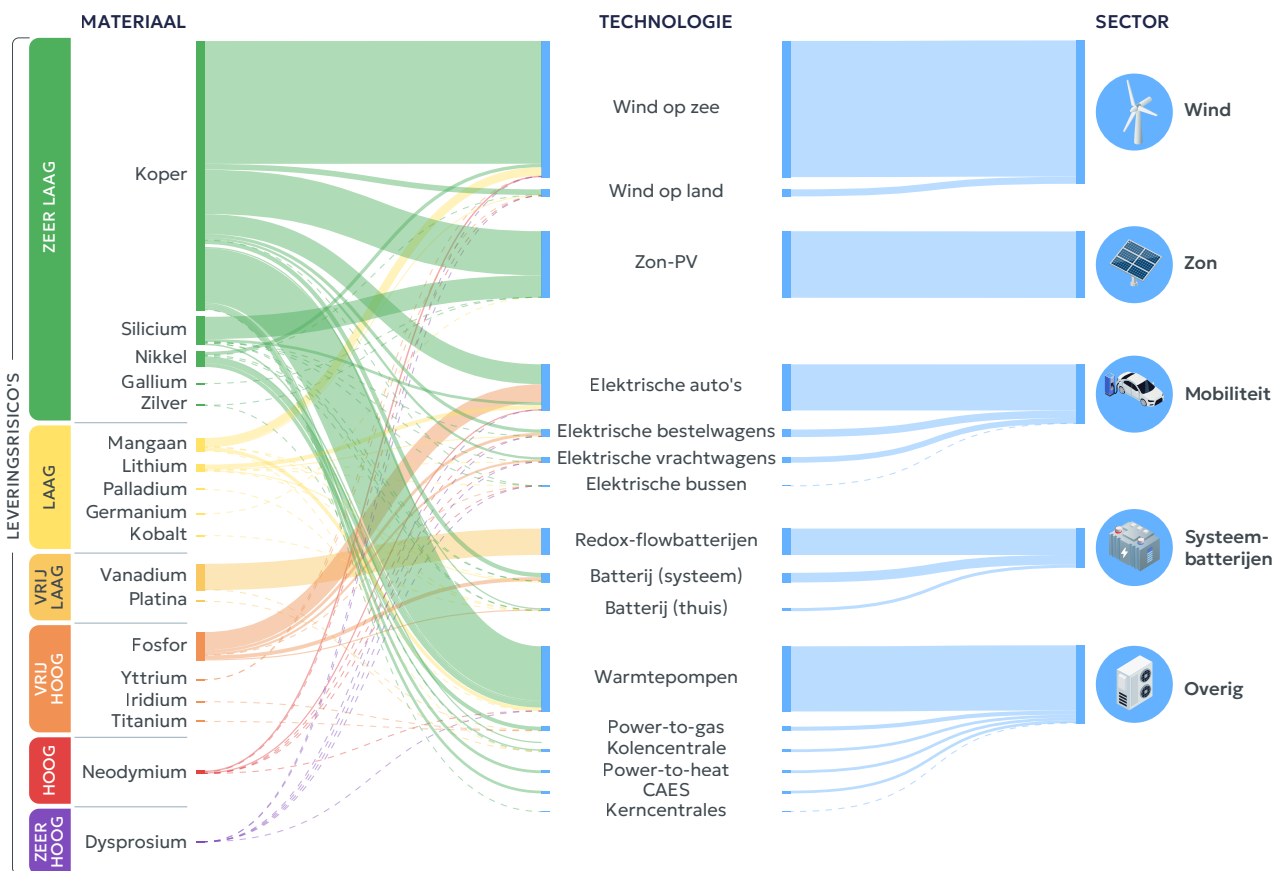 MATERIAAL
TECHNOLOGIE
SECTOR
LEVERINGSRISICO'S
ZEER LAAG
Koper
Silicium
Nikkel
Gallium
Zilver
LAAG
Mangaan
Lithium
Palladium
Germanium
Kobalt
VRIJ
LAAG
Vanadium
Platina
VRIJ
HOOG
Fosfor
Yttrium
Iridium
Titanium
HOOG
Neodymium
ZEER
HOOG
Dysprosium
Wind op zee
Wind op land
Zon-PV
Elektrische auto's
Elektrische bestelwagens
Elektrische vrachtwagens
Elektrische bussen
Redox-flowbatterijen
Batterij (systeem)
Batterij (thuis)
Warmtepompen
Power-to-gas
Kolencentrale
Power-to-heat
CAES
Kerncentrales
Wind
Zon
Mobiliteit
Systeem-
batterijen
Overig